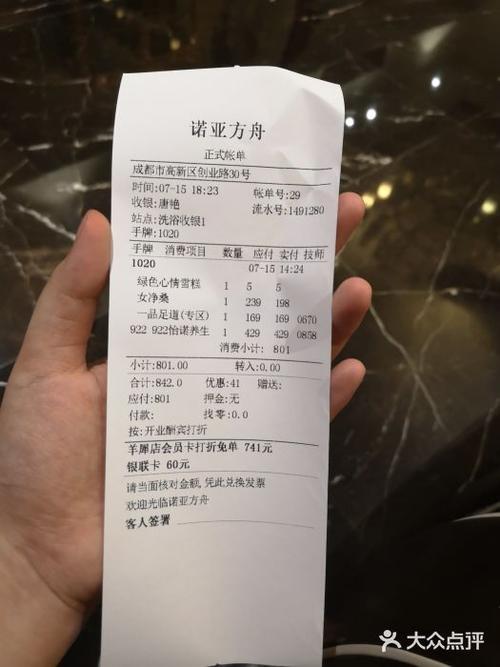 诺亚方舟
正式帐单
成都市高新区创业路30号
时间:07-15 18:23 帐单号:29
收银:唐艳 流水号:1491280
站点:洗浴收银1
手牌:1020
手牌 消费项目 数量 应付 实付 技师
1020 07-15 14:24
绿色心情雪糕 1 5 5
女净桑 1 239 198
一品足道(专区) 1 169 169 0670
922 922怡诺养生 1 429 429 0858
消费小计: 801
小计:801.00 转入:0.00
合计:842.0 优惠:41 赠送:
应付:801 押金:无
付款: 找零:0.0
按:开业酬宾打折
羊犀店会员卡打折免单 741元
银联卡 60元
请当面核对金额,凭此兑换发票
欢迎光临诺亚方舟
客人签署
大众点评